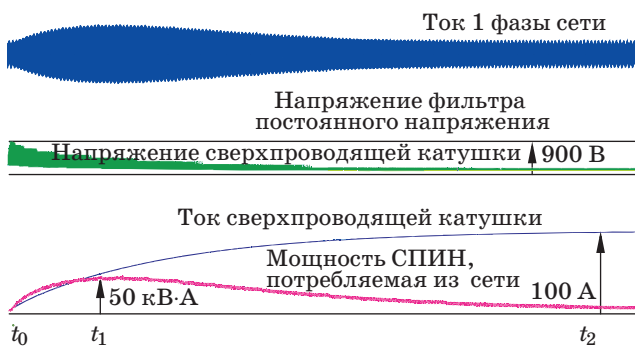 Ток 1 фазы сети
Напряжение фильтра
постоянного напряжения
Напряжение сверхпроводящей катушки
900 В
Ток сверхпроводящей катушки
Мощность СПИН,
потребляемая из сети
50 кВ·А
100 А
t0 t1 t2